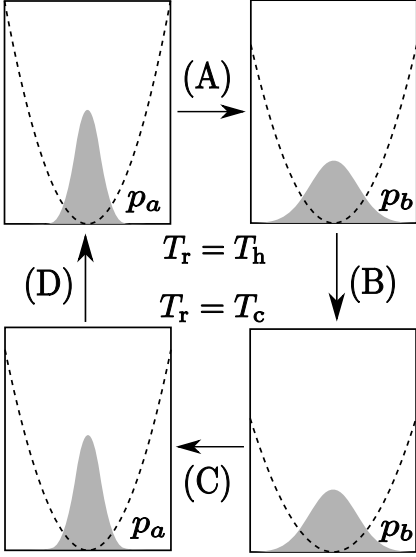 (A)
p_a
p_b
T_r = T_h
(D)
(B)
T_r = T_c
p_a
(C)
p_b